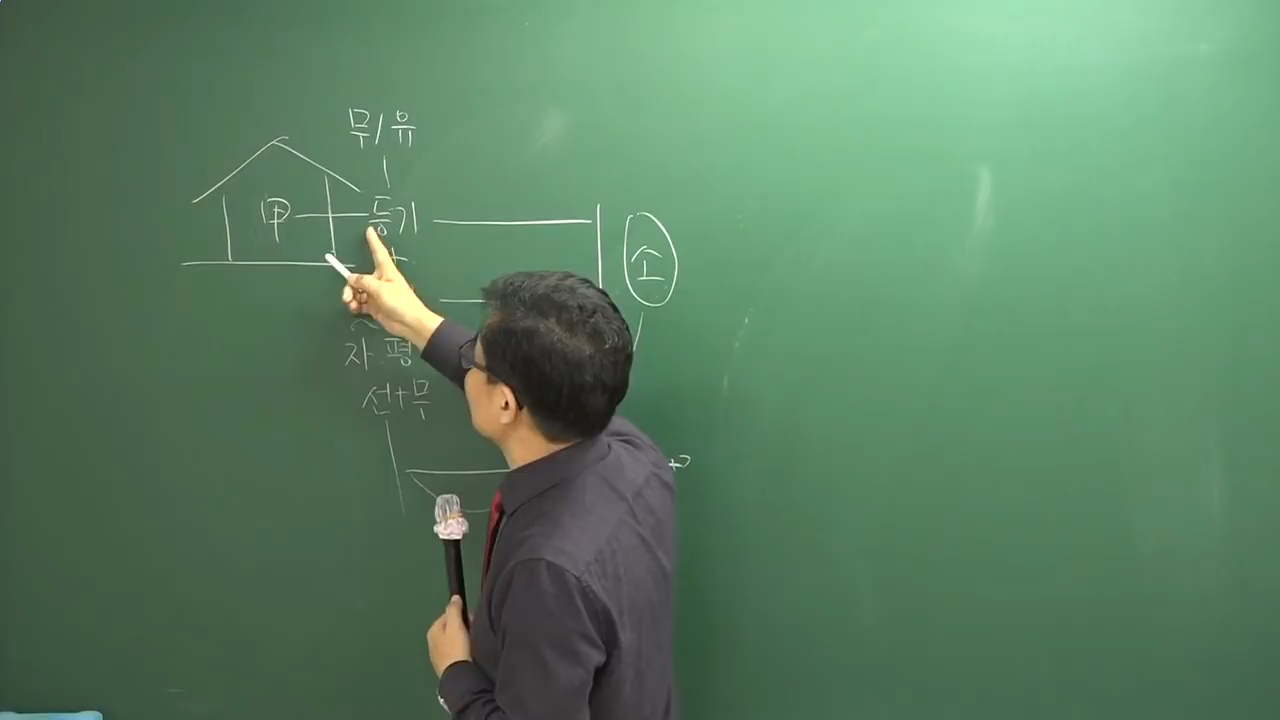 무/유
甲 등기
+
소
자 평
선+무